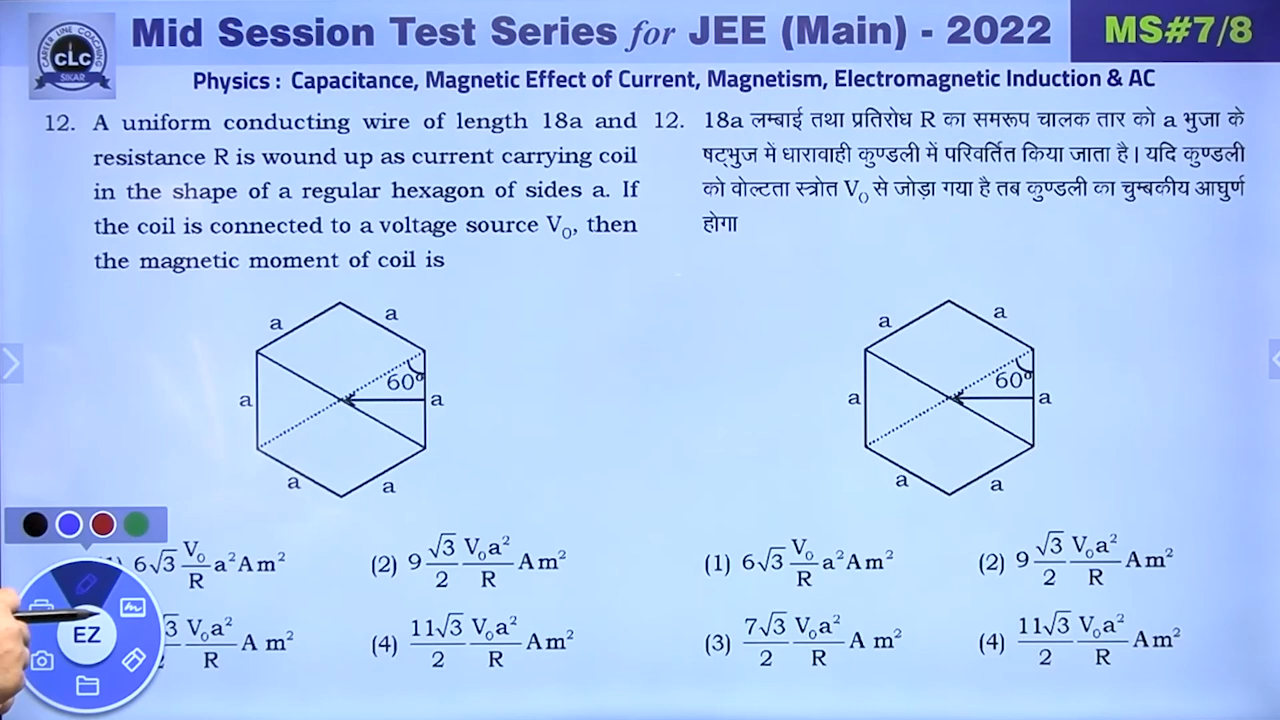 Mid Session Test Series for JEE (Main) - 2022
MS#7/8
CAREER LINE COACHING
CLC
SIKAR
Physics : Capacitance, Magnetic Effect of Current, Magnetism, Electromagnetic Induction & AC
12. A uniform conducting wire of length 18a and
resistance R is wound up as current carrying coil
in the shape of a regular hexagon of sides a. If
the coil is connected to a voltage source V₀, then
the magnetic moment of coil is
a
a
60°
a
a
a
a
6√3 V₀/R a² A m²
(2) 9 √3/2 V₀a²/R A m²
3 V₀a²/R A m²
(4) 11√3/2 V₀a²/R A m²
12. 18a लम्बाई तथा प्रतिरोध R का समरूप चालक तार को a भुजा के
षट्भुज में धारावाही कुण्डली में परिवर्तित किया जाता है। यदि कुण्डली
को वोल्टता स्त्रोत V₀ से जोड़ा गया है तब कुण्डली का चुम्बकीय आघुर्ण
होगा
a
a
60°
a
a
a
a
(1) 6√3 V₀/R a² A m²
(2) 9 √3/2 V₀a²/R A m²
(3) 7√3/2 V₀a²/R A m²
(4) 11√3/2 V₀a²/R A m²
EZ